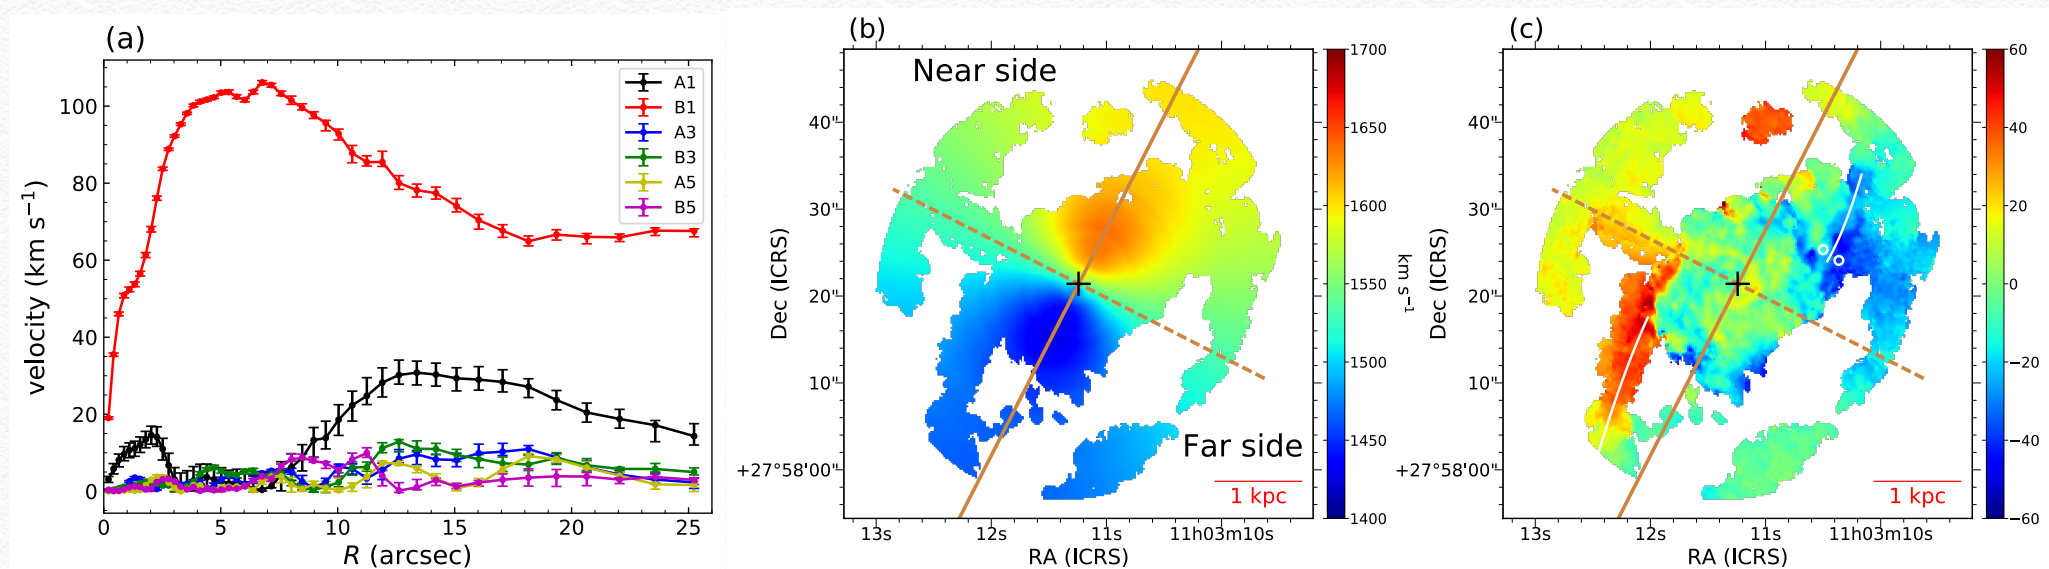 (a)
velocity (km s−1)
100
80
60
40
20
0
A1
B1
A3
B3
A5
B5
0
5
10
15
20
25
R (arcsec)
(b)
Near side
Far side
1 kpc
Dec (ICRS)
40"
30"
20"
10"
+27°58'00"
13s
12s
11s
11h03m10s
RA (ICRS)
1700
1650
1600
1550
1500
1450
1400
km s−1
(c)
1 kpc
Dec (ICRS)
40"
30"
20"
10"
+27°58'00"
13s
12s
11s
11h03m10s
RA (ICRS)
60
40
20
0
−20
−40
−60